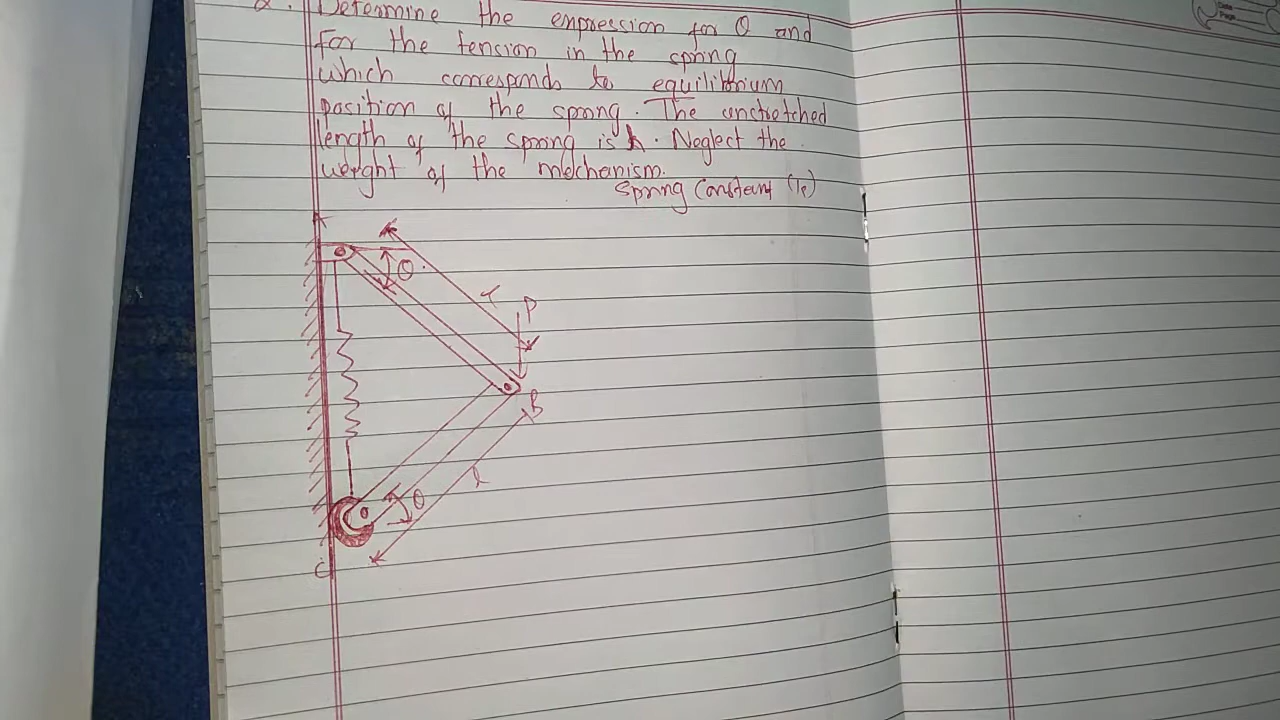 2. Determine the expression for θ and
for the tension in the spring
which corresponds to equilibrium
position of the spring. The unstretched
length of the spring is h. Neglect the
weight of the mechanism.
Spring Constant (k)
θ
P
B
θ
l
C